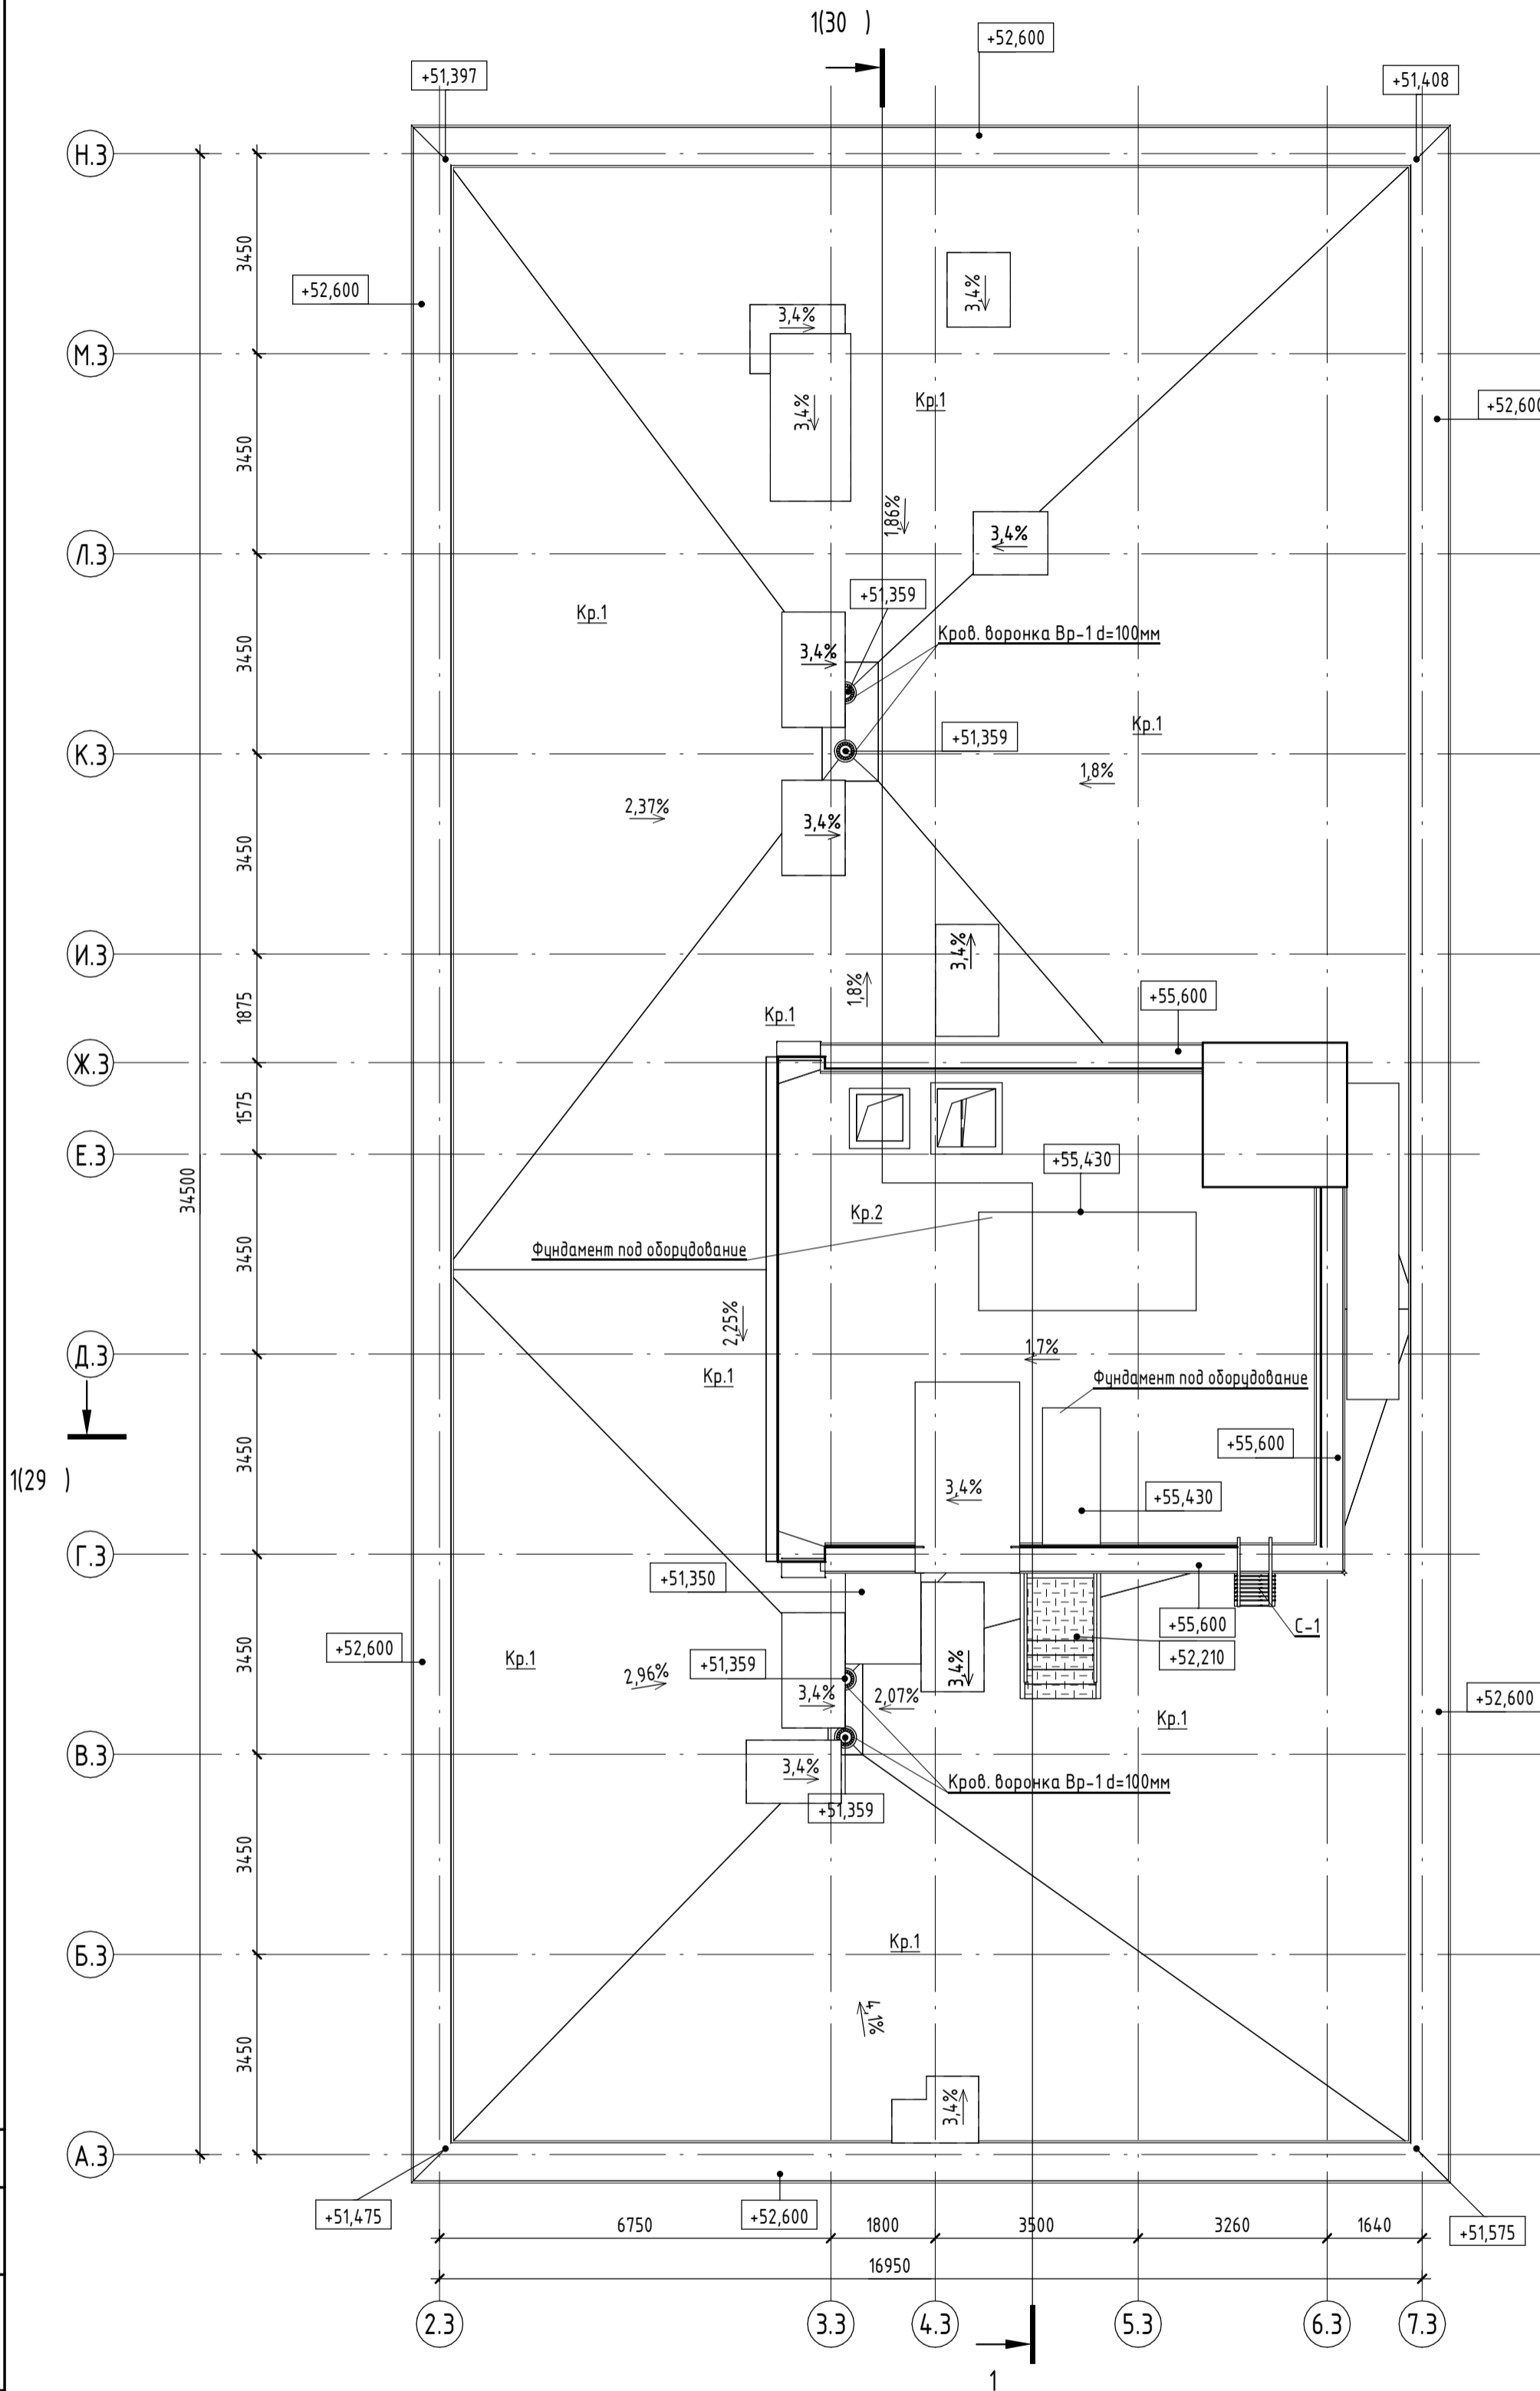 1(30   )
+52,600
+51,397
+51,408
Н.3
3450
+52,600
3,4%
3,4%
М.3
3,4%
Кр.1
+52,600
3450
1,86%
Л.3
3,4%
+51,359
Кр.1
Кров. воронка Вр-1 d=100мм
3450
3,4%
Кр.1
К.3
+51,359
1,8%
2,37%
3,4%
3450
И.3
3,4%
1,8%
+55,600
1875
Кр.1
Ж.3
1575
Е.3
+55,430
34500
Кр.2
3450
Фундамент под оборудование
2,25%
1,7%
Д.3
Кр.1
Фундамент под оборудование
+55,600
3450
1(29   )
3,4%
+55,430
Г.3
+51,350
+55,600
С-1
+52,600
3450
Кр.1
+52,210
+51,359
2,96%
3,4%
3,4%
2,07%
+52,600
Кр.1
В.3
3,4%
Кров. воронка Вр-1 d=100мм
+51,359
3450
Кр.1
Б.3
4,1%
3450
3,4%
А.3
+51,475
+52,600
+51,575
6750
1800
3500
3260
1640
16950
2.3
3.3
4.3
5.3
6.3
7.3
1